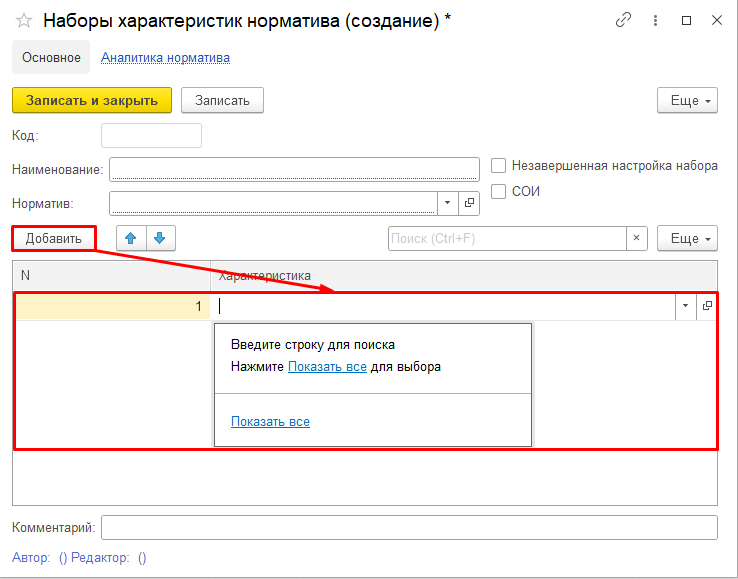 Наборы характеристик норматива (создание) *
Основное Аналитика норматива
Записать и закрыть Записать Еще
Код:
Наименование: Незавершенная настройка набора
Норматив: СОИ
Добавить Поиск (Ctrl+F) × Еще
N Характеристика
1
Введите строку для поиска
Нажмите Показать все для выбора
Показать все
Комментарий:
Автор: () Редактор: ()